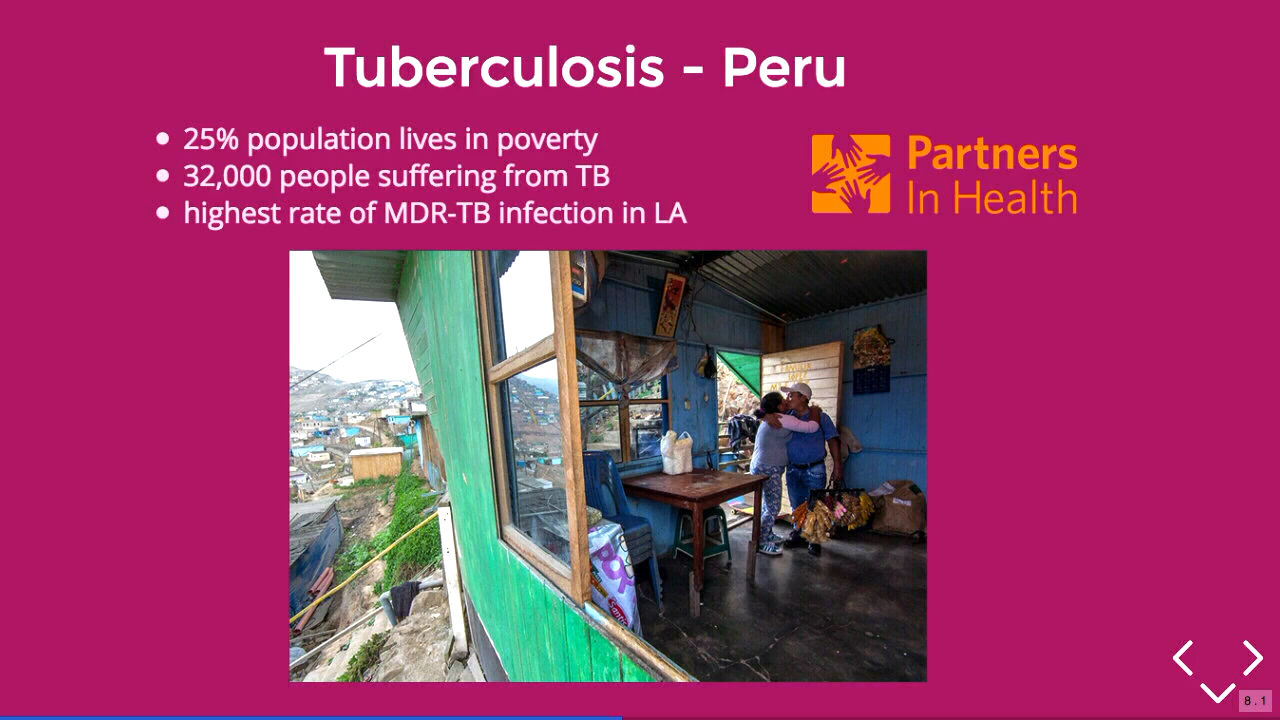 Tuberculosis - Peru
25% population lives in poverty
32,000 people suffering from TB
highest rate of MDR-TB infection in LA
Partners
In Health
8.1